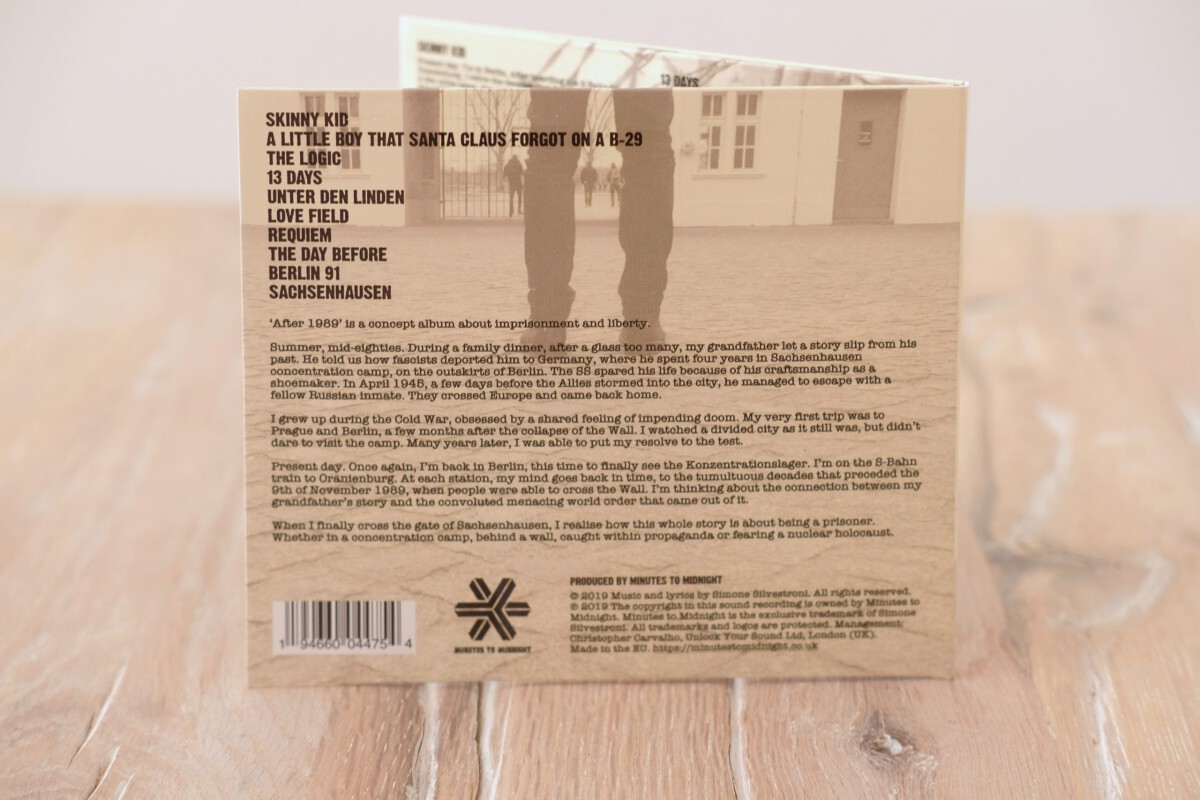 SKINNY KID
13 DAYS
SKINNY KID
A LITTLE BOY THAT SANTA CLAUS FORGOT ON A B-29
THE LOGIC
13 DAYS
UNTER DEN LINDEN
LOVE FIELD
REQUIEM
THE DAY BEFORE
BERLIN 91
SACHSENHAUSEN
'After 1989' is a concept album about imprisonment and liberty.
Summer, mid-eighties. During a family dinner, after a glass too many, my grandfather let a story slip from his
past. He told us how fascists deported him to Germany, where he spent four years in Sachsenhausen
concentration camp, on the outskirts of Berlin. The SS spared his life because of his craftsmanship as a
shoemaker. In April 1945, a few days before the Allies stormed into the city, he managed to escape with a
fellow Russian inmate. They crossed Europe and came back home.
I grew up during the Cold War, obsessed by a shared feeling of impending doom. My very first trip was to
Prague and Berlin, a few months after the collapse of the Wall. I watched a divided city as it still was, but didn't
dare to visit the camp. Many years later, I was able to put my resolve to the test.
Present day. Once again, I'm back in Berlin, this time to finally see the Konzentrationslager. I'm on the S-Bahn
train to Oranienburg. At each station, my mind goes back in time, to the tumultuous decades that preceded the
9th of November 1989, when people were able to cross the Wall. I'm thinking about the connection between my
grandfather's story and the convoluted menacing world order that came out of it.
When I finally cross the gate of Sachsenhausen, I realise how this whole story is about being a prisoner.
Whether in a concentration camp, behind a wall, caught within propaganda or fearing a nuclear holocaust.
1 94660 04475 4
MINUTES TO MIDNIGHT
PRODUCED BY MINUTES TO MIDNIGHT
© 2019 Music and lyrics by Simone Silvestroni. All rights reserved.
℗ 2019 The copyright in this sound recording is owned by Minutes to
Midnight. Minutes to Midnight is the exclusive trademark of Simone
Silvestroni. All trademarks and logos are protected. Management:
Christopher Carvalho, Unlock Your Sound Ltd, London (UK).
Made in the EU. https://minutestomidnight.co.uk